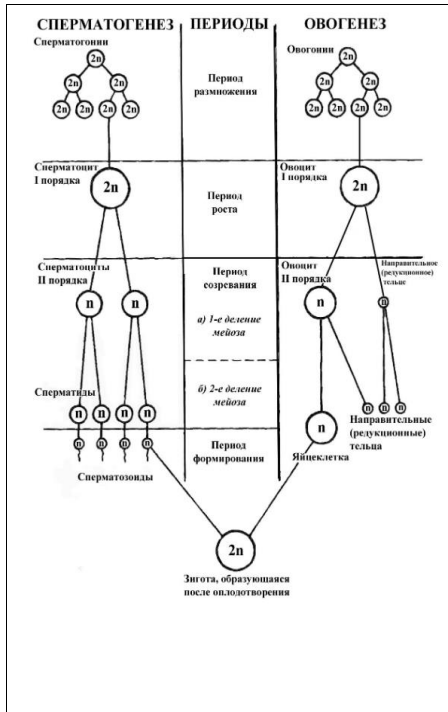 СПЕРМАТОГЕНЕЗ ПЕРИОДЫ ОВОГЕНЕЗ
Сперматогонии
Овогонии
2n
2n
2n 2n
2n 2n
2n 2n 2n 2n
2n 2n 2n 2n
Период
размножения
Сперматоцит
I порядка
2n
Период
роста
Овоцит
I порядка
2n
Сперматоциты
II порядка
n n
Период
созревания
а) 1-е деление
мейоза
Оноцит
II порядка
n
Направительное
(редукционное)
тельце
n
б) 2-е деление
мейоза
Сперматиды
n n n n
n n n n
Сперматозоиды
Период
формирования
n
Яйцеклетка
n n n
Направительные
(редукционные)
тельца
2n
Зигота, образующаяся
после оплодотворения